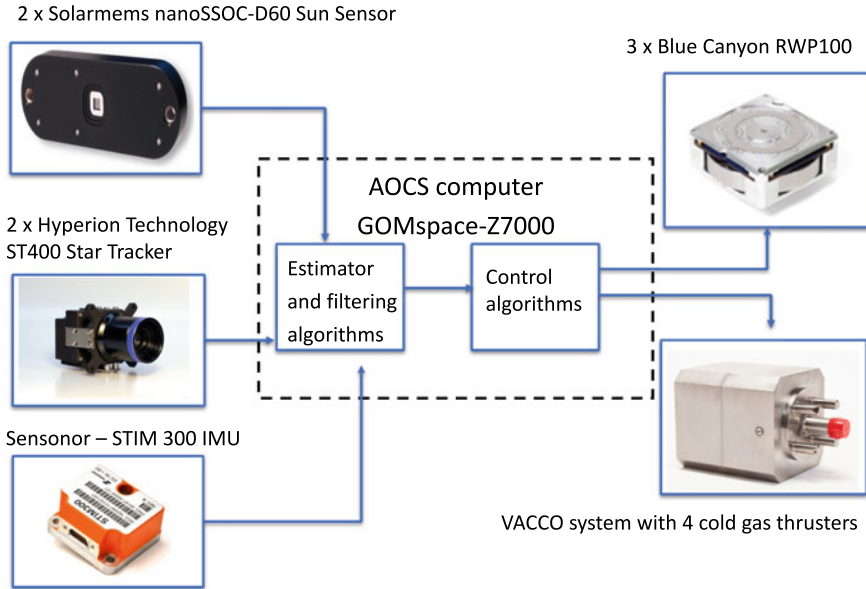 2 x Solarmems nanoSSOC-D60 Sun Sensor
3 x Blue Canyon RWP100
AOCS computer
GOMspace-Z7000
2 x Hyperion Technology
ST400 Star Tracker
Estimator
and filtering
algorithms
Control
algorithms
Sensonor – STIM 300 IMU
STIM300
VACCO system with 4 cold gas thrusters